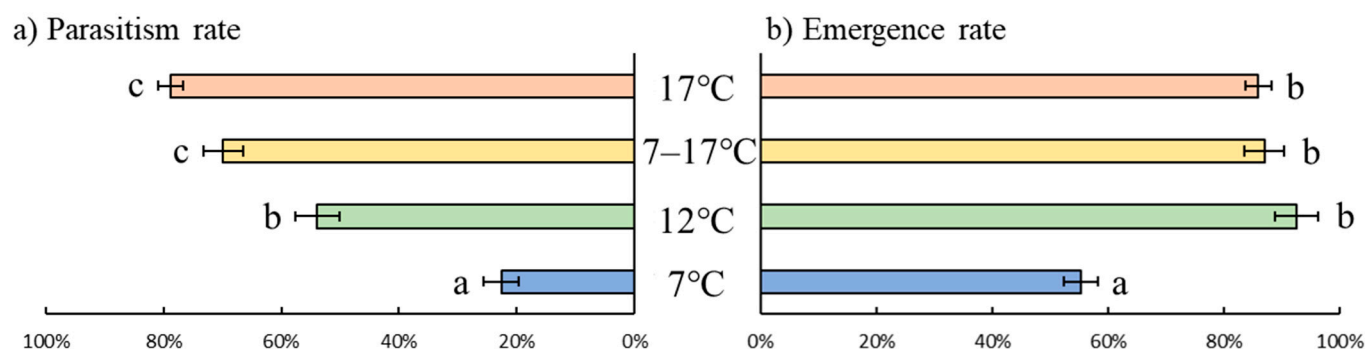 a) Parasitism rate
b) Emergence rate
c 17°C b
c 7–17°C b
b 12°C b
a 7°C a
100% 80% 60% 40% 20% 0% 0% 20% 40% 60% 80% 100%